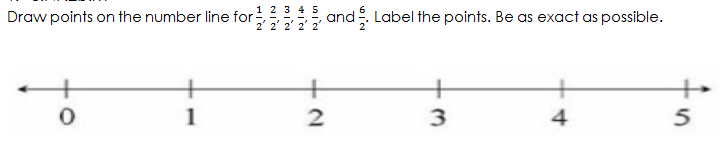 Draw points on the number line for 1/2, 2/2, 3/2, 4/2, 5/2, and 6/2. Label the points. Be as exact as possible.
0 1 2 3 4 5